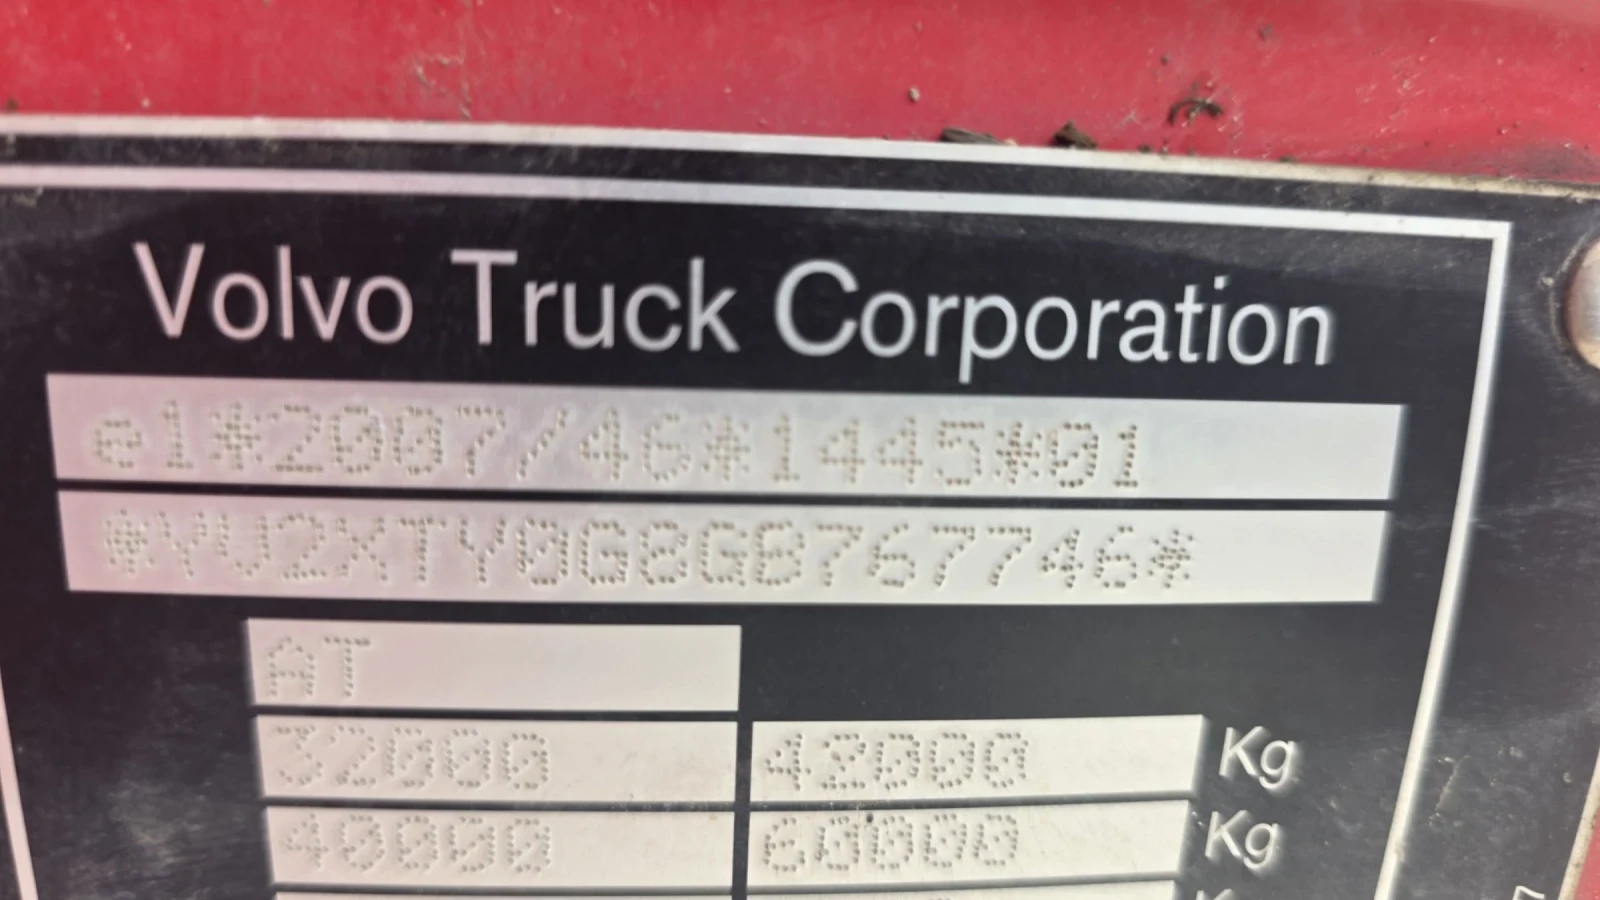 Volvo Truck Corporation
e1*2007/46*1445*01
*YV2XTY0G8GB767746*
AT
32000 42000 Kg
40000 60000 Kg